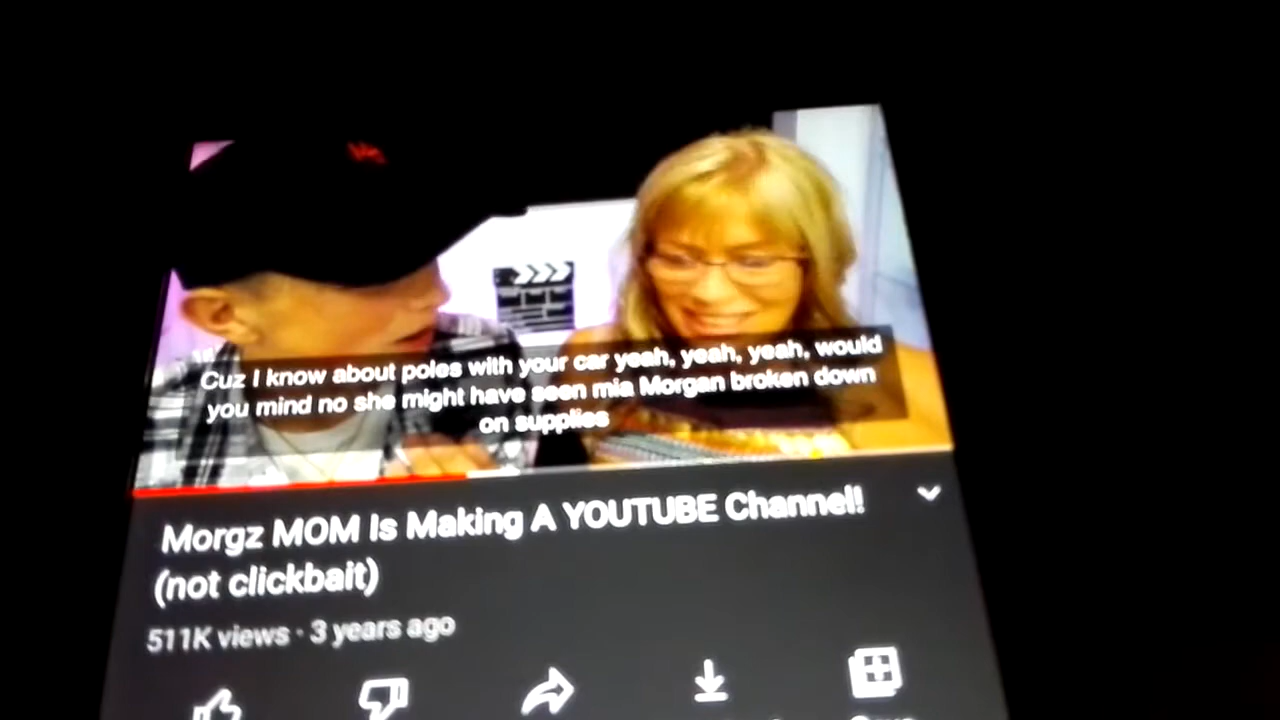 Cuz I know about poles with your car yeah, yeah, yeah, would
you mind no she might have seen mia Morgan broken down
on supplies
Morgz MOM Is Making A YOUTUBE Channel!
(not clickbait)
511K views · 3 years ago